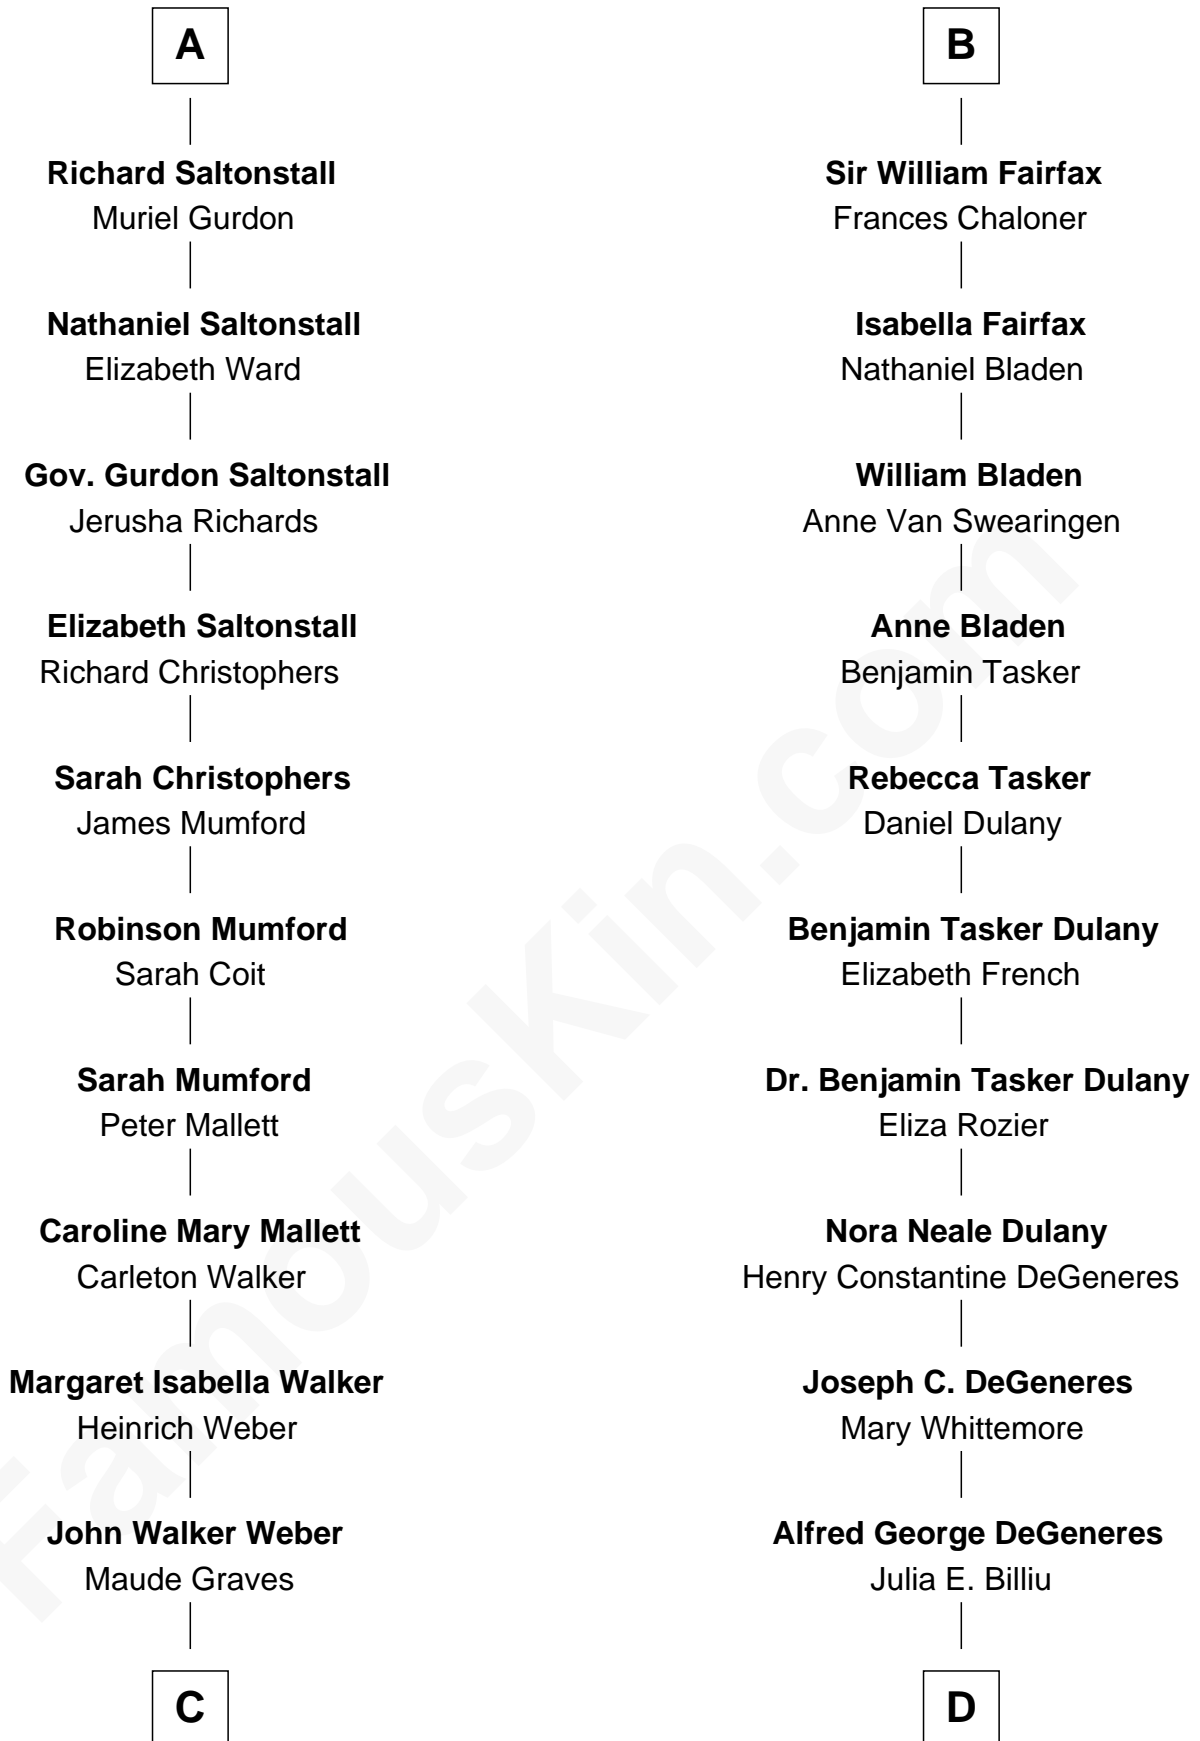 A
Richard Saltonstall
Muriel Gurdon
Nathaniel Saltonstall
Elizabeth Ward
Gov. Gurdon Saltonstall
Jerusha Richards
Elizabeth Saltonstall
Richard Christophers
Sarah Christophers
James Mumford
Robinson Mumford
Sarah Coit
Sarah Mumford
Peter Mallett
Caroline Mary Mallett
Carleton Walker
Margaret Isabella Walker
Heinrich Weber
John Walker Weber
Maude Graves
C
B
Sir William Fairfax
Frances Chaloner
Isabella Fairfax
Nathaniel Bladen
William Bladen
Anne Van Swearingen
Anne Bladen
Benjamin Tasker
Rebecca Tasker
Daniel Dulany
Benjamin Tasker Dulany
Elizabeth French
Dr. Benjamin Tasker Dulany
Eliza Rozier
Nora Neale Dulany
Henry Constantine DeGeneres
Joseph C. DeGeneres
Mary Whittemore
Alfred George DeGeneres
Julia E. Billiu
D
FamousKin.com